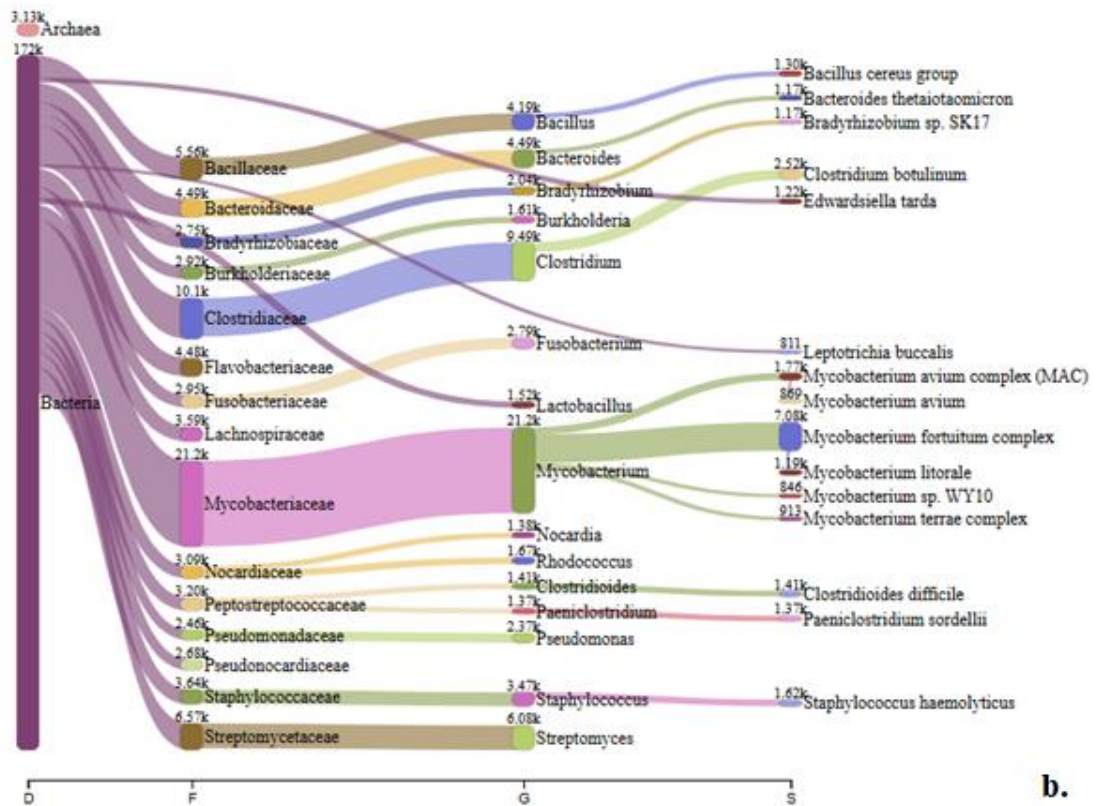 3.13k
Archaea
172k
Bacteria
5.56k
Bacillaceae
4.49k
Bacteroidaceae
2.75k
Bradyrhizobiaceae
2.92k
Burkholderiaceae
10.1k
Clostridiaceae
4.48k
Flavobacteriaceae
2.95k
Fusobacteriaceae
3.59k
Lachnospiraceae
21.2k
Mycobacteriaceae
3.09k
Nocardiaceae
3.20k
Peptostreptococcaceae
2.46k
Pseudomonadaceae
2.68k
Pseudonocardiaceae
3.64k
Staphylococcaceae
6.57k
Streptomycetaceae
4.19k
Bacillus
4.49k
Bacteroides
2.04k
Bradyrhizobium
1.61k
Burkholderia
9.49k
Clostridium
2.79k
Fusobacterium
1.52k
Lactobacillus
21.2k
Mycobacterium
1.38k
Nocardia
1.67k
Rhodococcus
1.41k
Clostridioides
1.37k
Paeniclostridium
2.37k
Pseudomonas
3.47k
Staphylococcus
6.08k
Streptomyces
1.30k
Bacillus cereus group
1.17k
Bacteroides thetaiotaomicron
1.17k
Bradyrhizobium sp. SK17
2.52k
Clostridium botulinum
1.22k
Edwardsiella tarda
811
Leptotrichia buccalis
1.77k
Mycobacterium avium complex (MAC)
869
Mycobacterium avium
7.08k
Mycobacterium fortuitum complex
1.19k
Mycobacterium litorale
846
Mycobacterium sp. WY10
913
Mycobacterium terrae complex
1.41k
Clostridioides difficile
1.37k
Paeniclostridium sordellii
1.62k
Staphylococcus haemolyticus
D F G S
b.